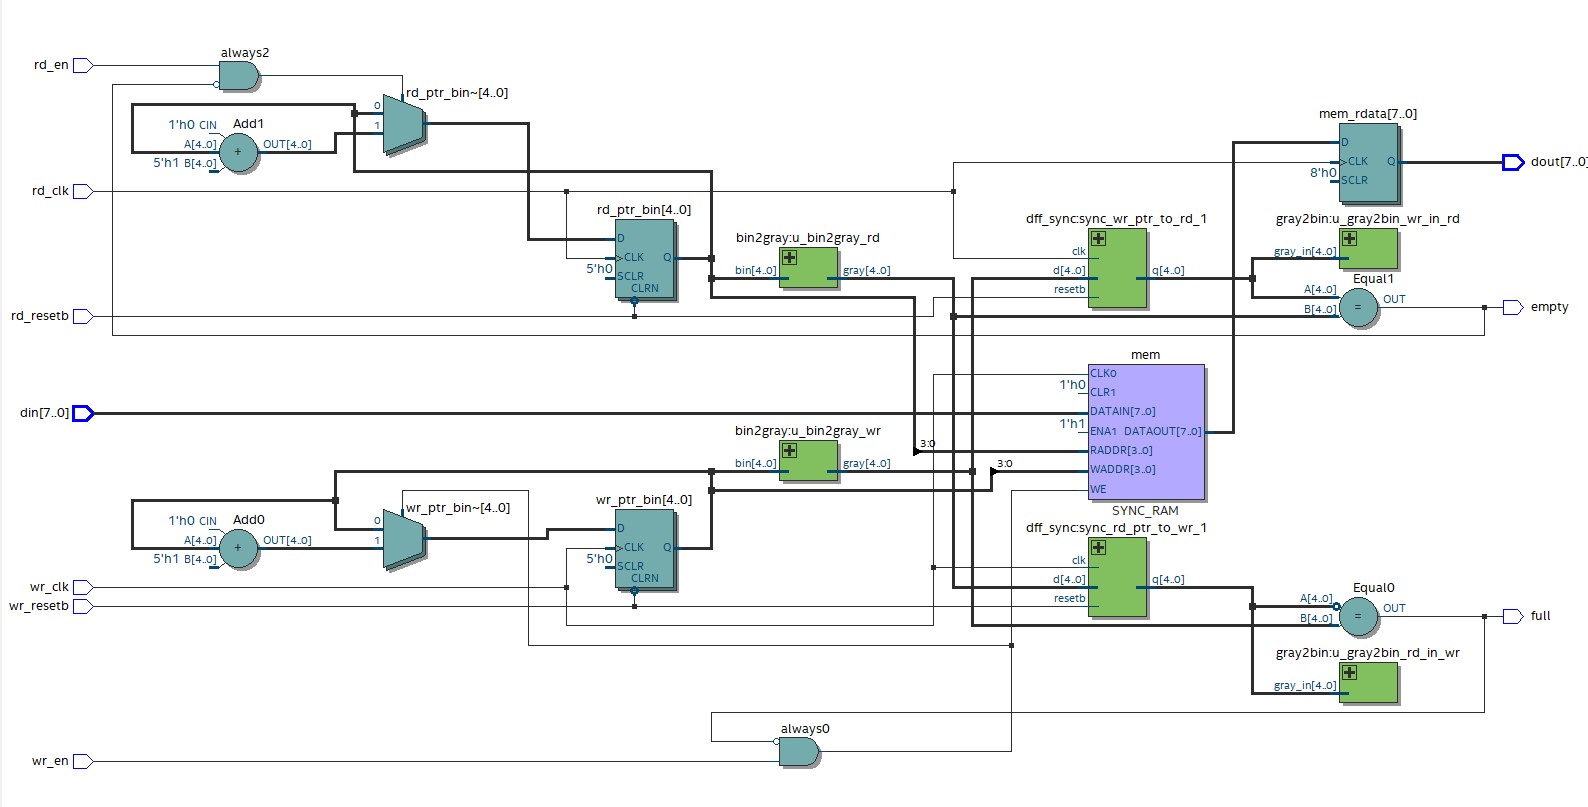 always2
rd_en
rd_ptr_bin~[4..0]
0
1
1'h0 CIN
Add1
A[4..0]
OUT[4..0]
5'h1 B[4..0]
+
mem_rdata[7..0]
D
CLK
Q
8'h0
SCLR
dout[7..0]
rd_clk
rd_ptr_bin[4..0]
D
CLK
Q
5'h0
SCLR
CLRN
bin2gray:u_bin2gray_rd
bin[4..0]
gray[4..0]
dff_sync:sync_wr_ptr_to_rd_1
clk
d[4..0]
q[4..0]
resetb
gray2bin:u_gray2bin_wr_in_rd
gray_in[4..0]
Equal1
A[4..0]
OUT
B[4..0]
=
empty
rd_resetb
mem
CLK0
1'h0
CLR1
din[7..0]
DATAIN[7..0]
1'h1
ENA1 DATAOUT[7..0]
3:0
RADDR[3..0]
3:0
WADDR[3..0]
WE
SYNC_RAM
bin2gray:u_bin2gray_wr
bin[4..0]
gray[4..0]
wr_ptr_bin~[4..0]
0
1
1'h0 CIN
Add0
A[4..0]
OUT[4..0]
5'h1 B[4..0]
+
wr_ptr_bin[4..0]
D
CLK
Q
5'h0
SCLR
CLRN
dff_sync:sync_rd_ptr_to_wr_1
clk
d[4..0]
q[4..0]
resetb
wr_clk
wr_resetb
Equal0
A[4..0]
OUT
B[4..0]
=
full
gray2bin:u_gray2bin_rd_in_wr
gray_in[4..0]
always0
wr_en